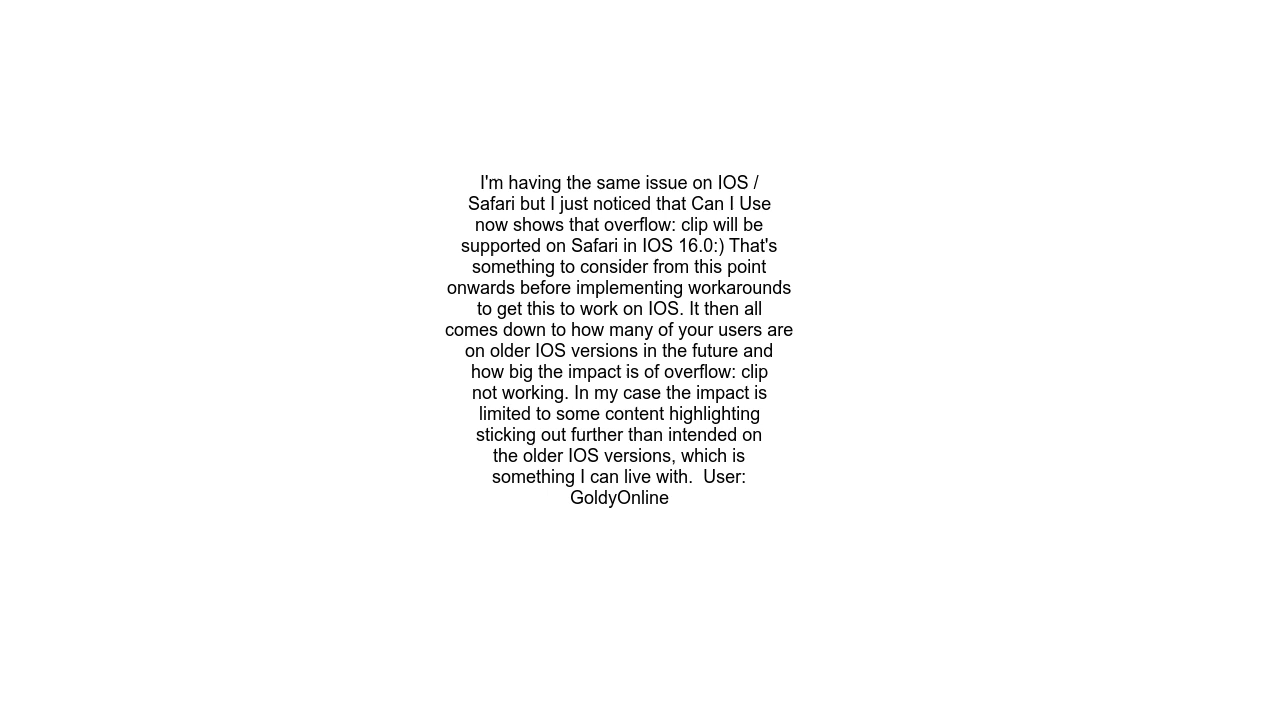 I'm having the same issue on IOS /
Safari but I just noticed that Can I Use
now shows that overflow: clip will be
supported on Safari in IOS 16.0:) That's
something to consider from this point
onwards before implementing workarounds
to get this to work on IOS. It then all
comes down to how many of your users are
on older IOS versions in the future and
how big the impact is of overflow: clip
not working. In my case the impact is
limited to some content highlighting
sticking out further than intended on
the older IOS versions, which is
something I can live with.  User:
GoldyOnline